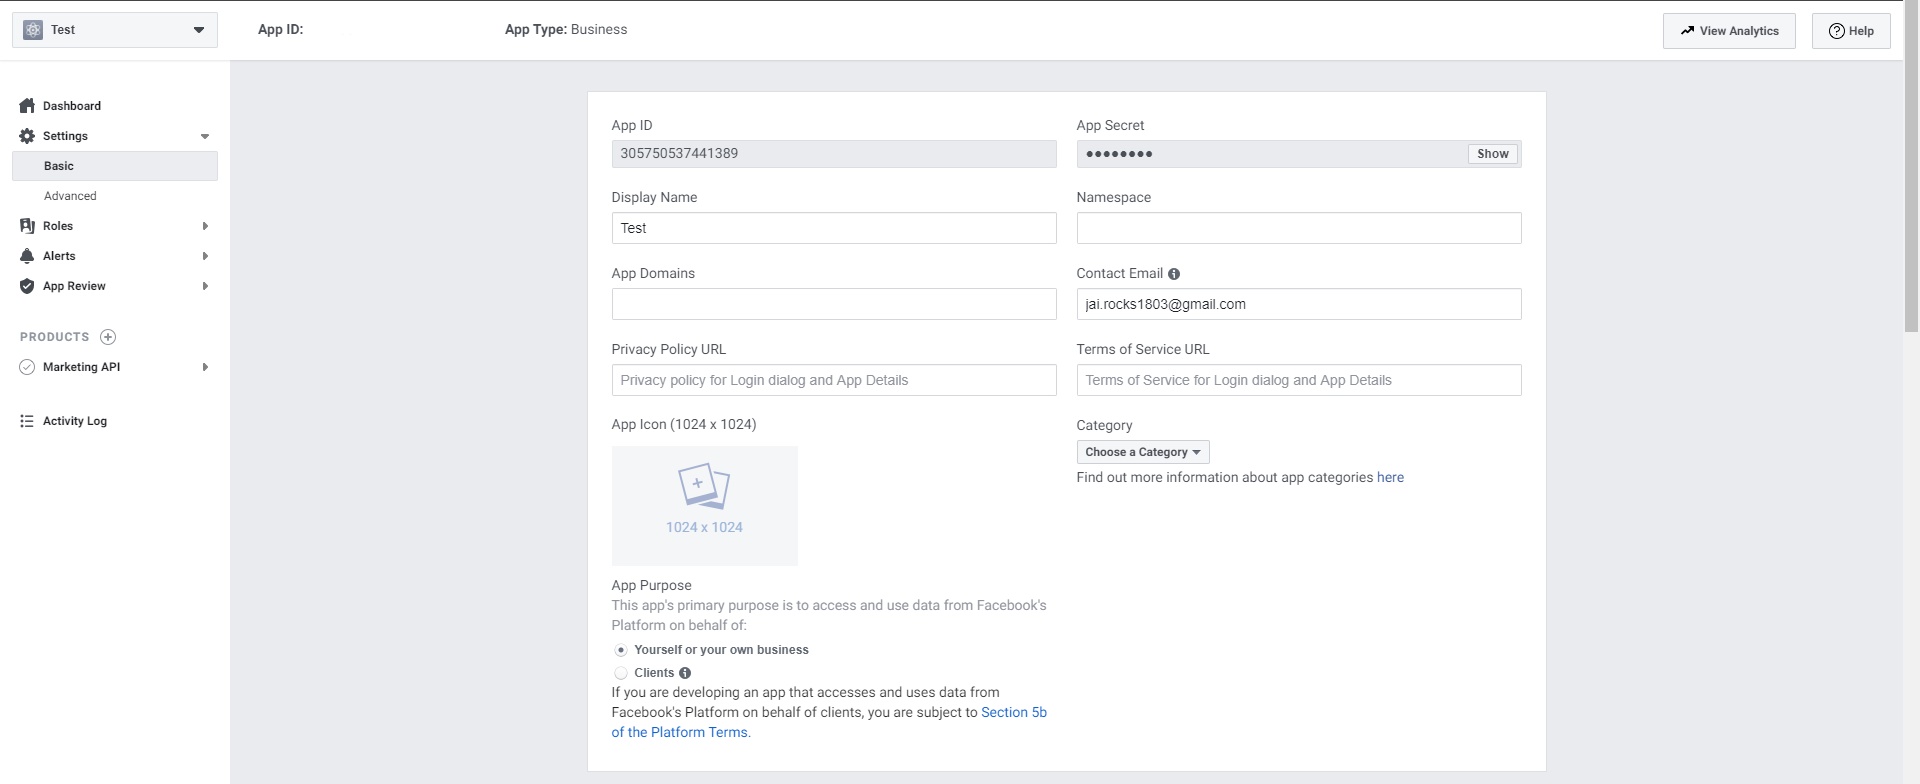 Test
App ID:
App Type: Business
View Analytics
Help
Dashboard
Settings
Basic
Advanced
Roles
Alerts
App Review
PRODUCTS
Marketing API
Activity Log
App ID
305750537441389
App Secret
●●●●●●●●
Show
Display Name
Test
Namespace
App Domains
Contact Email
jai.rocks1803@gmail.com
Privacy Policy URL
Privacy policy for Login dialog and App Details
Terms of Service URL
Terms of Service for Login dialog and App Details
App Icon (1024 x 1024)
1024 x 1024
Category
Choose a Category
Find out more information about app categories here
App Purpose
This app's primary purpose is to access and use data from Facebook's
Platform on behalf of:
Yourself or your own business
Clients
If you are developing an app that accesses and uses data from
Facebook's Platform on behalf of clients, you are subject to Section 5b
of the Platform Terms.